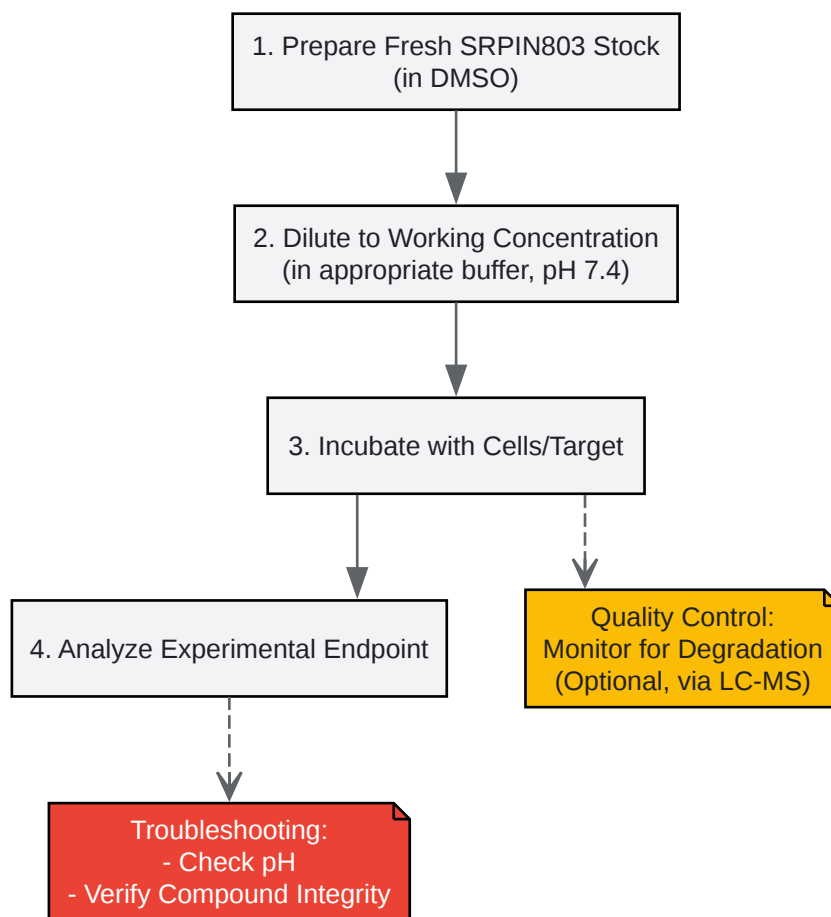 1. Prepare Fresh SRPIN803 Stock
(in DMSO)
2. Dilute to Working Concentration
(in appropriate buffer, pH 7.4)
3. Incubate with Cells/Target
4. Analyze Experimental Endpoint
Quality Control:
Monitor for Degradation
(Optional, via LC-MS)
Troubleshooting:
- Check pH
- Verify Compound Integrity